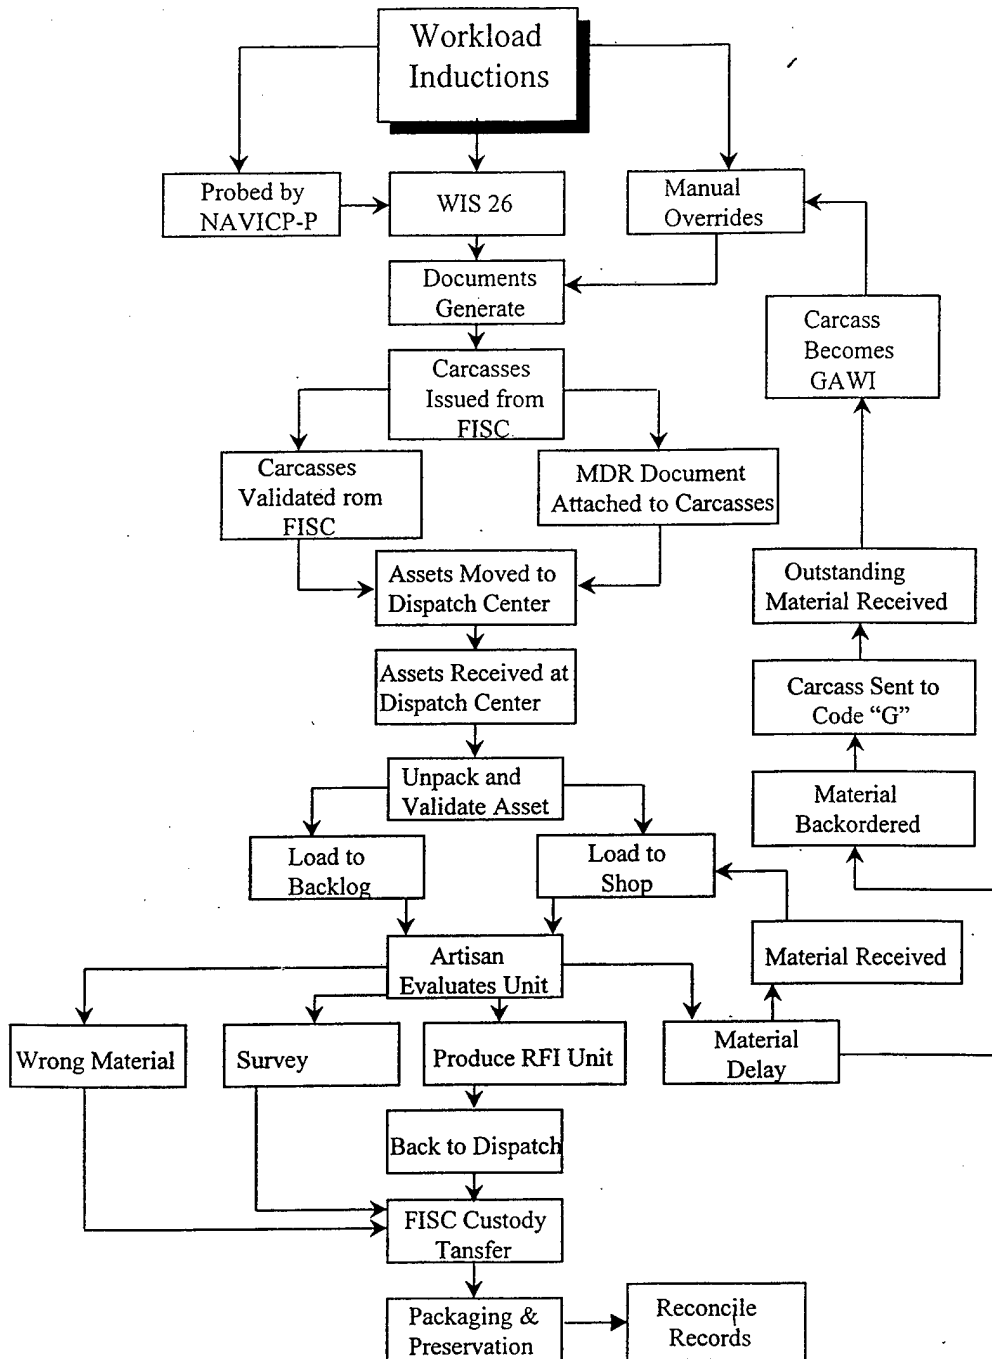 Workload
Inductions
Probed by
NAVICP-P
WIS 26
Manual
Overrides
Documents
Generate
Carcasses
Issued from
FISC
Carcass
Becomes
GAWI
Carcasses
Validated rom
FISC
MDR Document
Attached to Carcasses
Assets Moved to
Dispatch Center
Outstanding
Material Received
Assets Received at
Dispatch Center
Carcass Sent to
Code “G”
Unpack and
Validate Asset
Material
Backordered
Load to
Backlog
Load to
Shop
Artisan
Evaluates Unit
Material Received
Wrong Material
Survey
Produce RFI Unit
Material
Delay
Back to Dispatch
FISC Custody
Tansfer
Packaging &
Preservation
Reconcile
Records